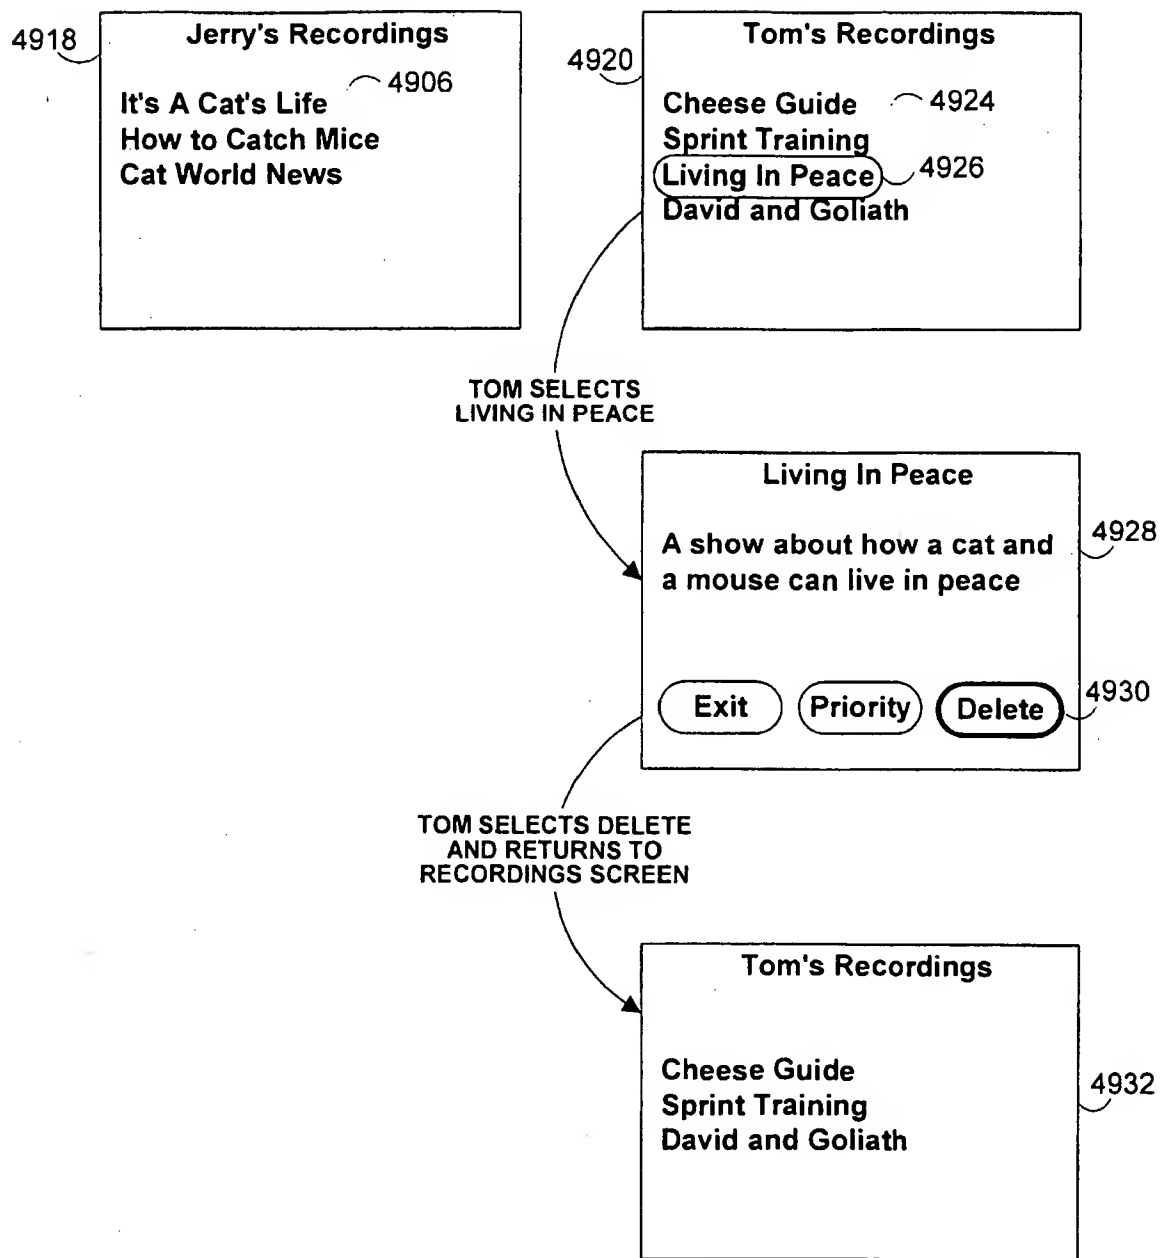 4918
Jerry's Recordings
4906
It's A Cat's Life
How to Catch Mice
Cat World News
4920
Tom's Recordings
Cheese Guide
4924
Sprint Training
Living In Peace
4926
David and Goliath
TOM SELECTS
LIVING IN PEACE
Living In Peace
4928
A show about how a cat and
a mouse can live in peace
Exit
Priority
Delete
4930
TOM SELECTS DELETE
AND RETURNS TO
RECORDINGS SCREEN
Tom's Recordings
Cheese Guide
Sprint Training
David and Goliath
4932